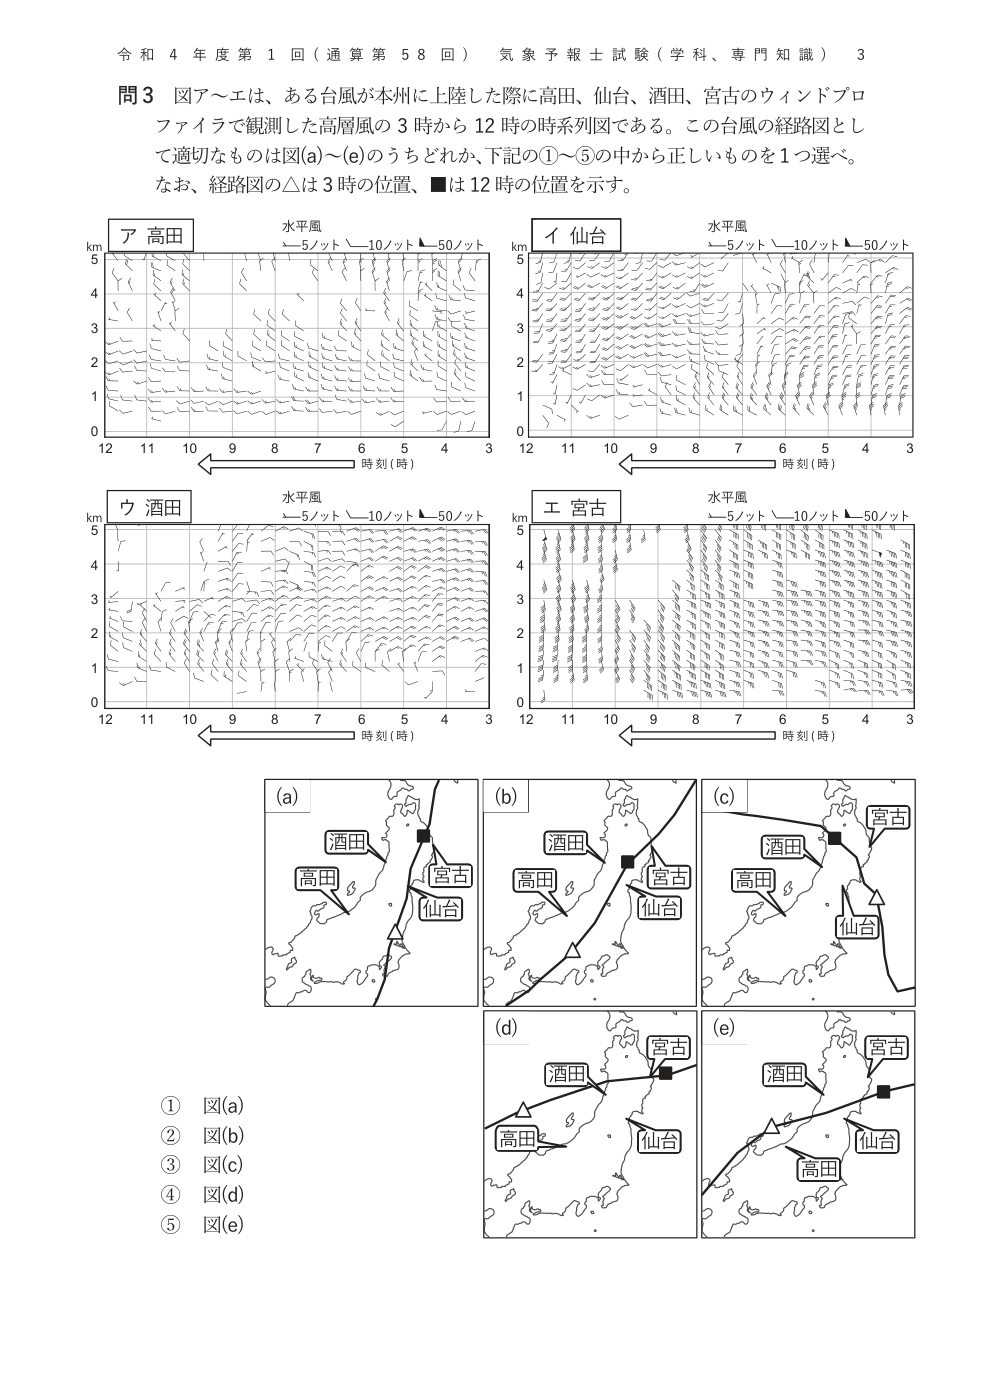 令和 4 年度第 1 回(通算第 58 回) 気象予報士試験(学科、専門知識) 3
問3 図ア～エは、ある台風が本州に上陸した際に高田、仙台、酒田、宮古のウィンドプロ
ファイラで観測した高層風の 3 時から 12 時の時系列図である。この台風の経路図とし
て適切なものは図(a)～(e)のうちどれか、下記の①～⑤の中から正しいものを 1 つ選べ。
なお、経路図の△は 3 時の位置、■は 12 時の位置を示す。
ア 高田
水平風
5ノット 10ノット 50ノット
km
5
4
3
2
1
0
12 11 10 9 8 7 6 5 4 3
時刻(時)
イ 仙台
水平風
5ノット 10ノット 50ノット
km
5
4
3
2
1
0
12 11 10 9 8 7 6 5 4 3
時刻(時)
ウ 酒田
水平風
5ノット 10ノット 50ノット
km
5
4
3
2
1
0
12 11 10 9 8 7 6 5 4 3
時刻(時)
エ 宮古
水平風
5ノット 10ノット 50ノット
km
5
4
3
2
1
0
12 11 10 9 8 7 6 5 4 3
時刻(時)
(a)
酒田
高田
宮古
仙台
(b)
酒田
高田
宮古
仙台
(c)
宮古
酒田
高田
仙台
(d)
宮古
酒田
高田
仙台
(e)
宮古
酒田
仙台
高田
① 図(a)
② 図(b)
③ 図(c)
④ 図(d)
⑤ 図(e)